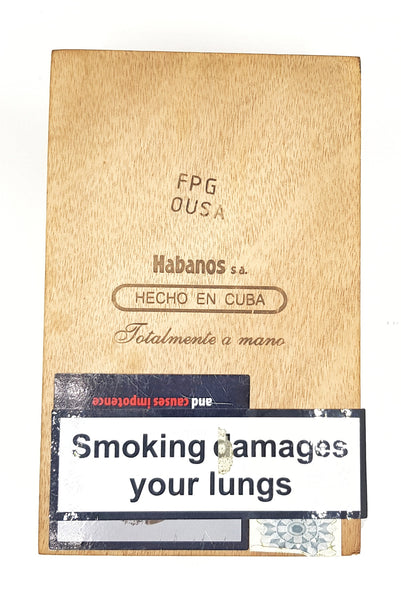 FPG
OUSA
Habanos s.a.
HECHO EN CUBA
Totalmente a mano
and causes impotence
Smoking damages
your lungs